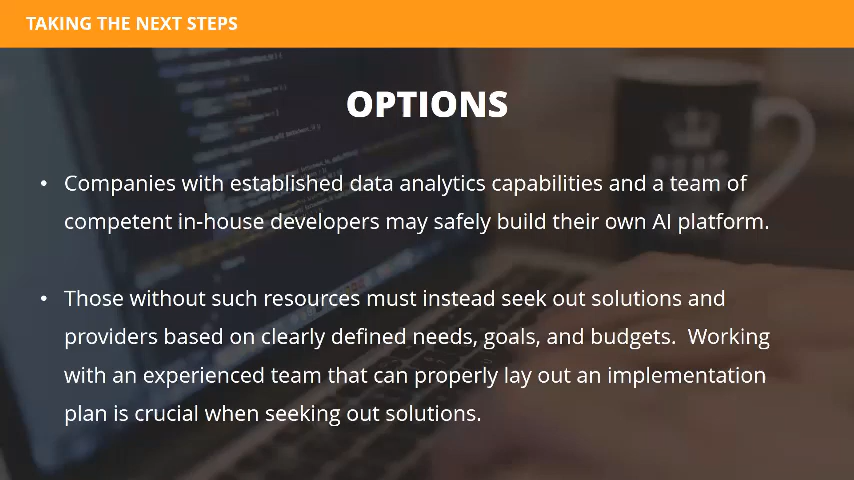 TAKING THE NEXT STEPS
OPTIONS
• Companies with established data analytics capabilities and a team of
competent in-house developers may safely build their own AI platform.
• Those without such resources must instead seek out solutions and
providers based on clearly defined needs, goals, and budgets.  Working
with an experienced team that can properly lay out an implementation
plan is crucial when seeking out solutions.